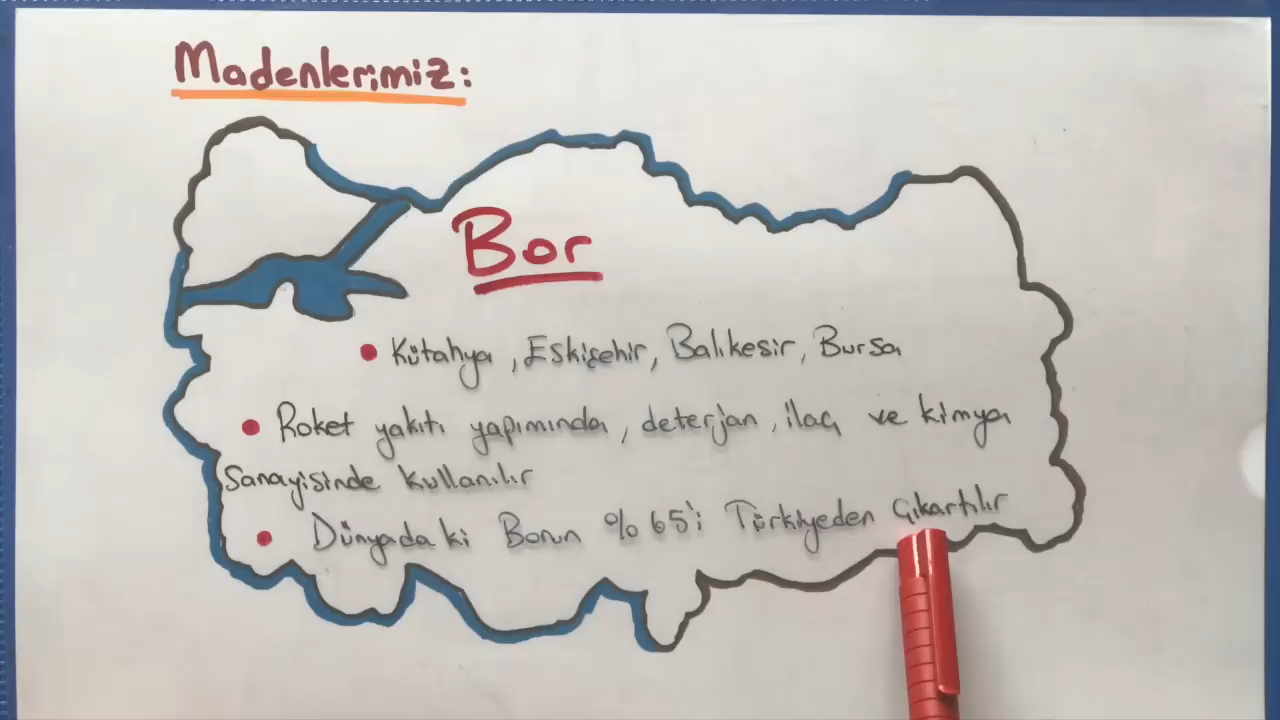 Madenlerimiz:
Bor
• Kütahya, Eskişehir, Balıkesir, Bursa
• Roket yakıtı yapımında, deterjan, ilaç ve kimya
Sanayisinde kullanılır
• Dünyadaki Borun %65'i Türkiyeden Çıkartılır